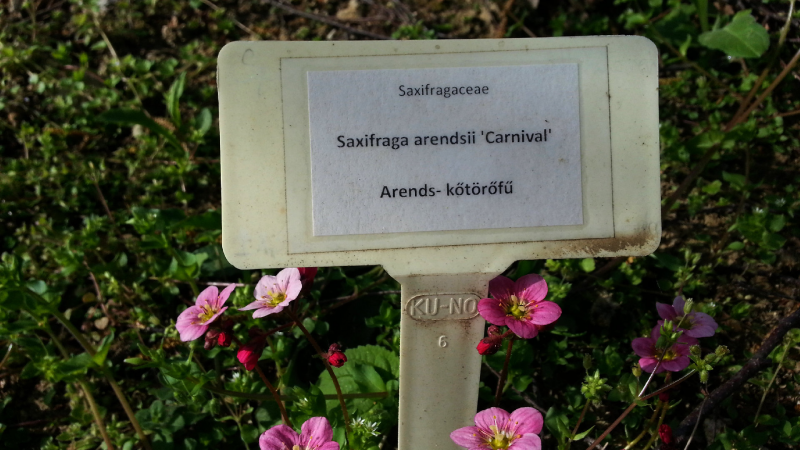 Saxifragaceae
Saxifraga arendsii 'Carnival'
Arends- kőtörőfű
KU-NO
6